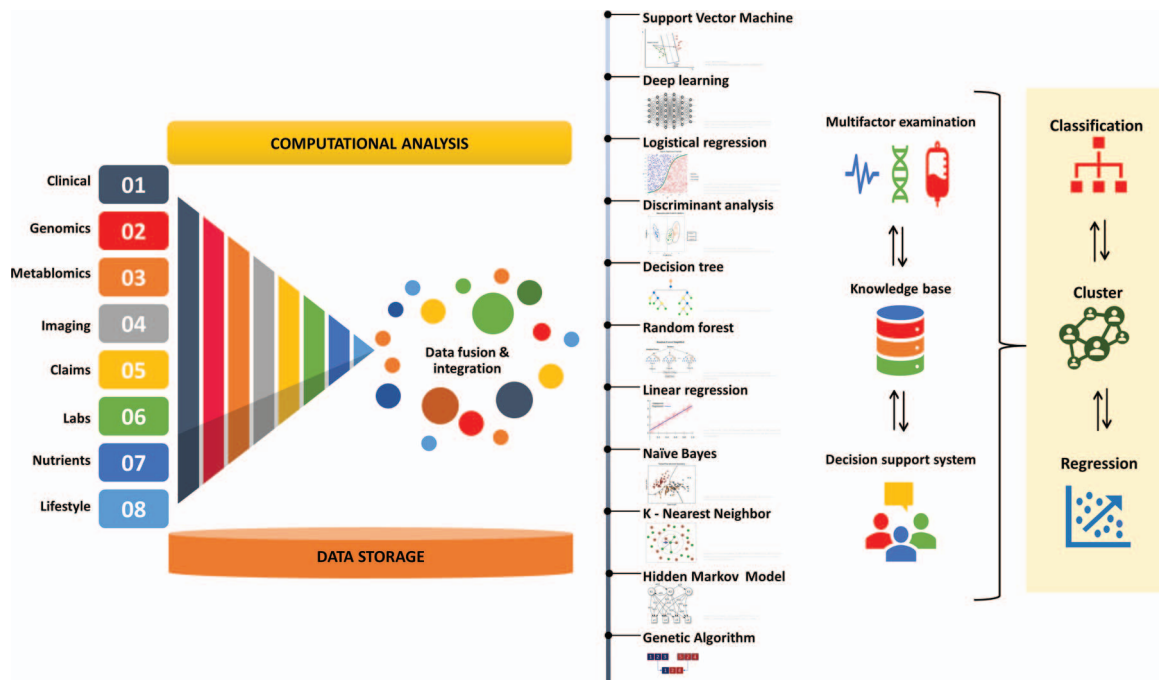 COMPUTATIONAL ANALYSIS
Clinical
01
Genomics
02
Metablomics
03
Imaging
04
Claims
05
Labs
06
Nutrients
07
Lifestyle
08
Data fusion &
integration
DATA STORAGE
Support Vector Machine
Deep learning
Logistical regression
Discriminant analysis
Decision tree
Random forest
Linear regression
Naïve Bayes
K - Nearest Neighbor
Hidden Markov Model
Genetic Algorithm
Multifactor examination
Knowledge base
Decision support system
Classification
Cluster
Regression